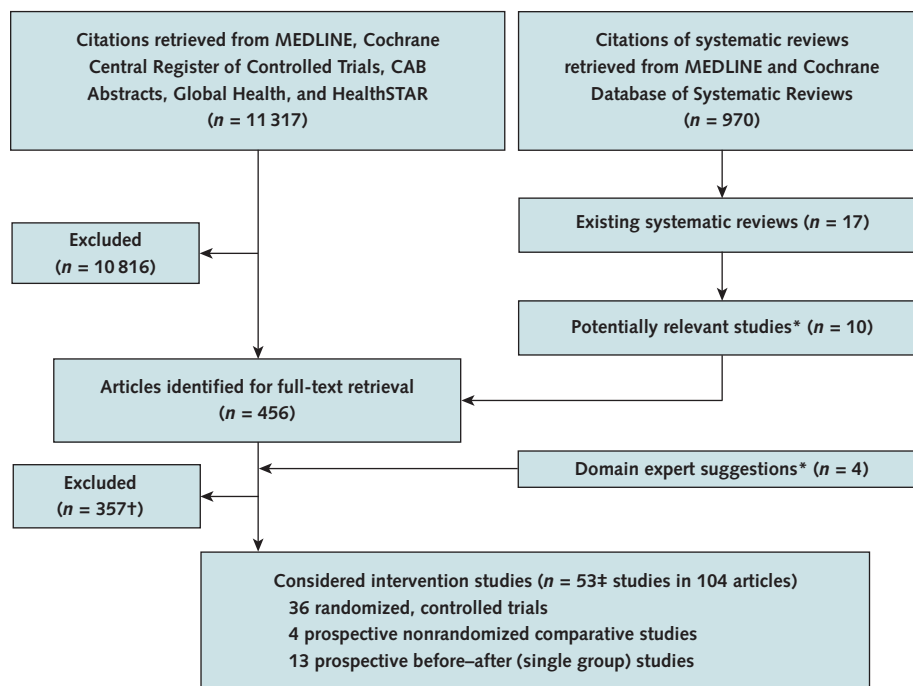 Citations retrieved from MEDLINE, Cochrane
Central Register of Controlled Trials, CAB
Abstracts, Global Health, and HealthSTAR
(n = 11 317)
Citations of systematic reviews
retrieved from MEDLINE and Cochrane
Database of Systematic Reviews
(n = 970)
Existing systematic reviews (n = 17)
Excluded
(n = 10 816)
Potentially relevant studies* (n = 10)
Articles identified for full-text retrieval
(n = 456)
Domain expert suggestions* (n = 4)
Excluded
(n = 357†)
Considered intervention studies (n = 53‡ studies in 104 articles)
36 randomized, controlled trials
4 prospective nonrandomized comparative studies
13 prospective before–after (single group) studies